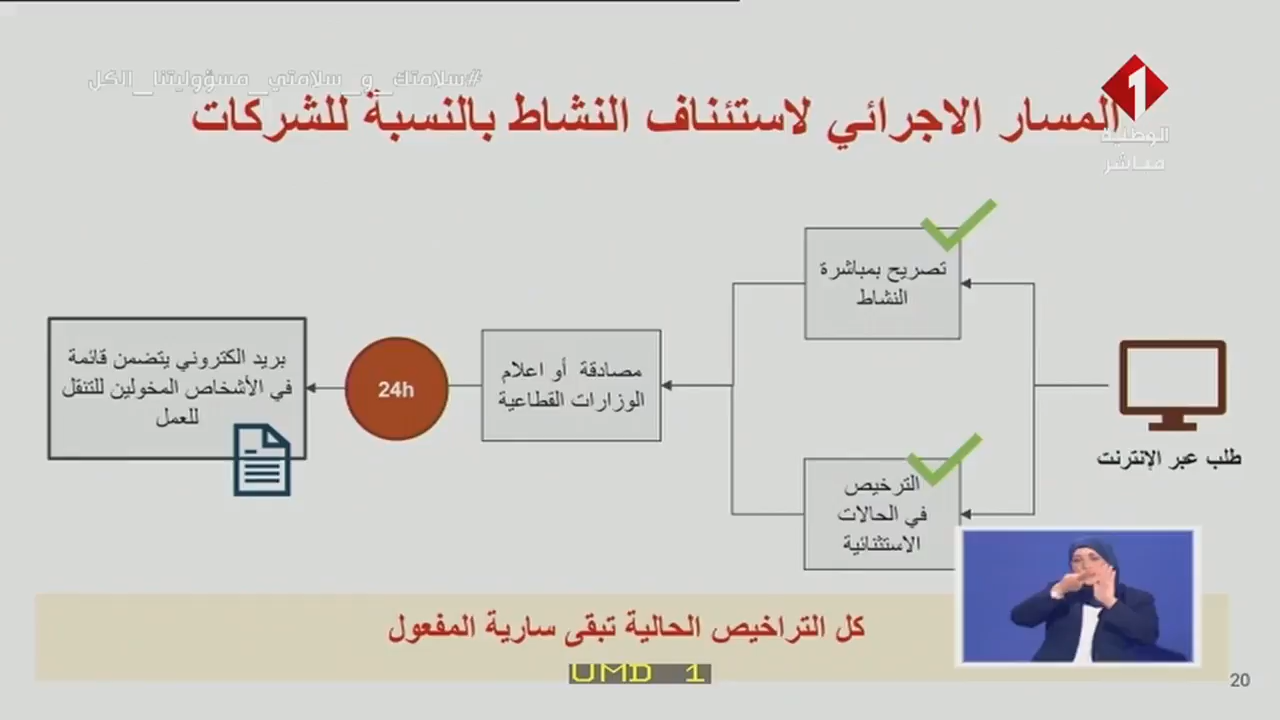 #سلامتك_و_سلامتي_مسؤوليتنا_الكل
المسار الاجرائي لاستئناف النشاط بالنسبة للشركات
1
الوطنية
مباشر
طلب عبر الإنترنت
تصريح بمباشرة
النشاط
الترخيص
في الحالات
الاستثنائية
مصادقة أو اعلام
الوزارات القطاعية
24h
بريد الكتروني يتضمن قائمة
في الأشخاص المخولين للتنقل
للعمل
كل التراخيص الحالية تبقى سارية المفعول
UMD 1
20